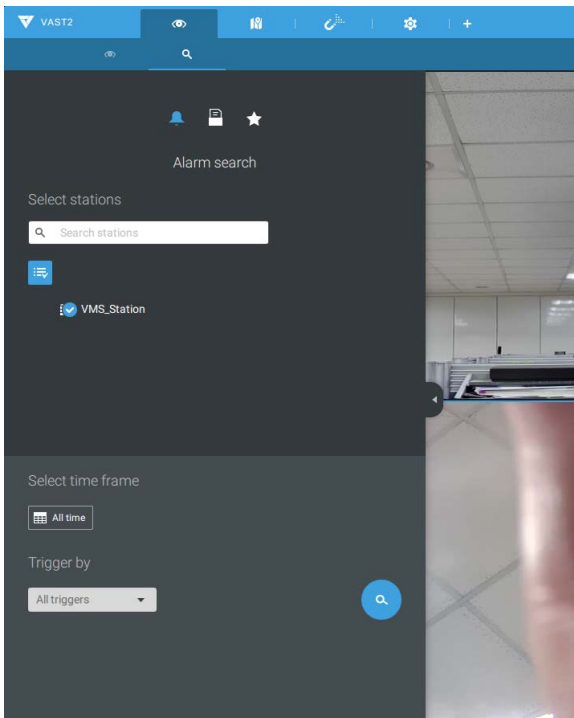 VAST2
Alarm search
Select stations
Search stations
VMS_Station
Select time frame
All time
Trigger by
All triggers